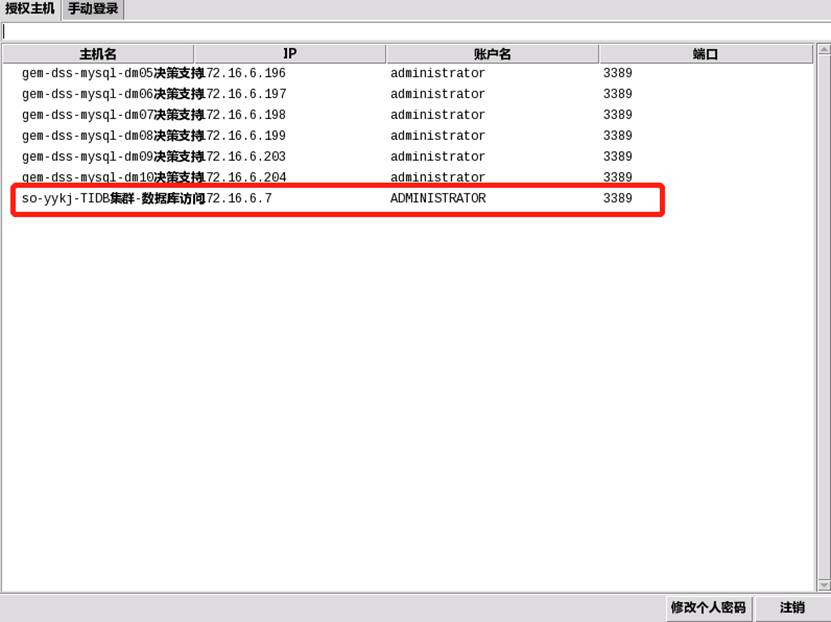 授权主机 手动登录
主机名 IP 账户名 端口
gem-dss-mysql-dm05决策支持 172.16.6.196 administrator 3389
gem-dss-mysql-dm06决策支持 172.16.6.197 administrator 3389
gem-dss-mysql-dm07决策支持 172.16.6.198 administrator 3389
gem-dss-mysql-dm08决策支持 172.16.6.199 administrator 3389
gem-dss-mysql-dm09决策支持 172.16.6.203 administrator 3389
gem-dss-mysql-dm10决策支持 172.16.6.204 administrator 3389
so-yykj-TIDB集群-数据库访问 172.16.6.7 ADMINISTRATOR 3389
修改个人密码 注销